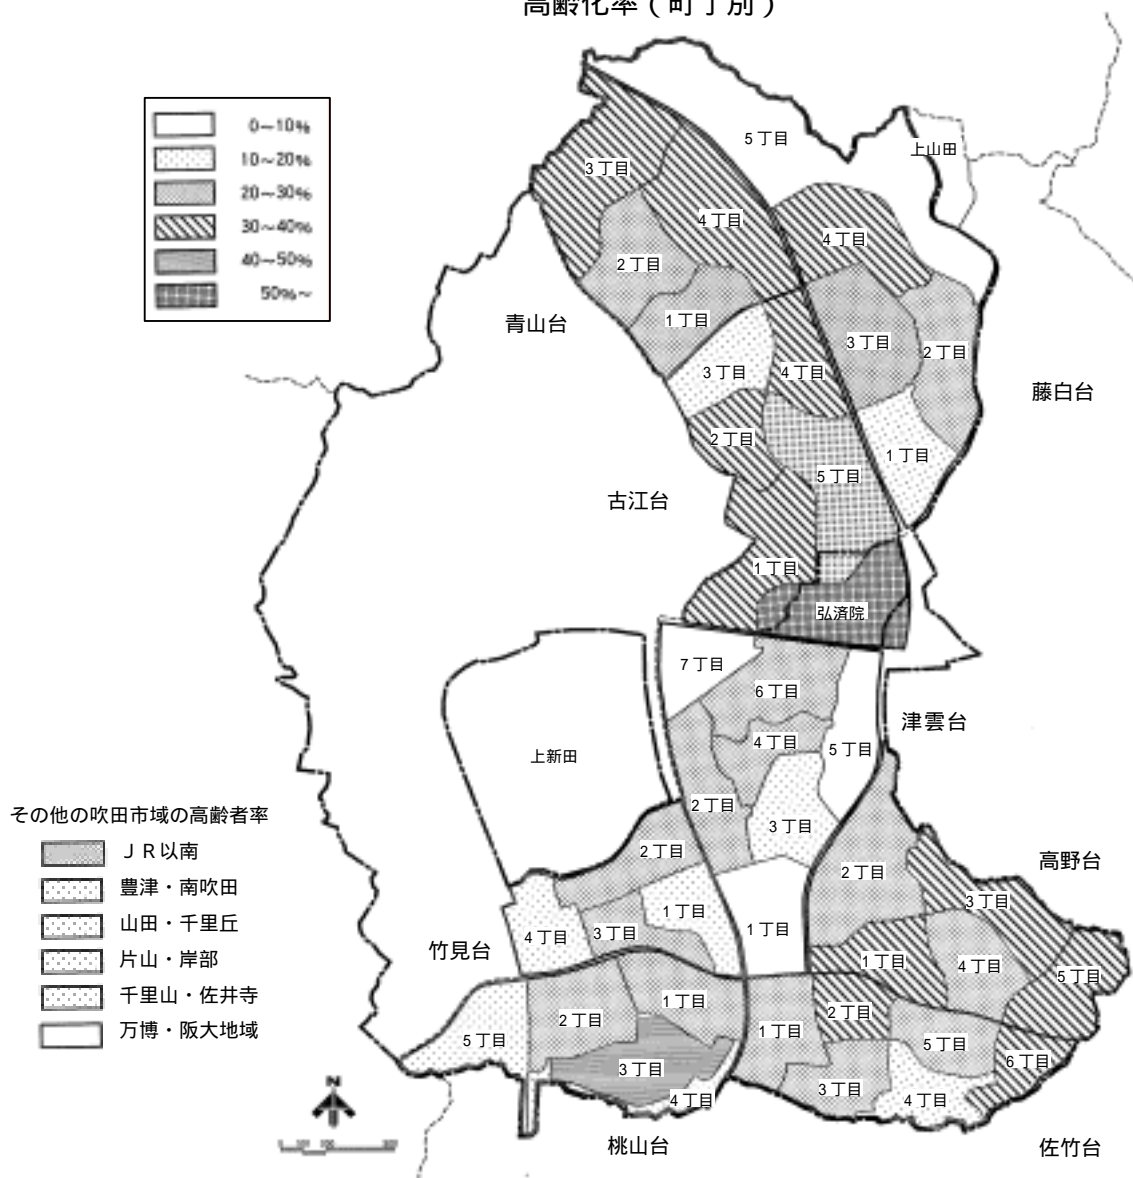 高齢化率（町丁別）
0〜10%
10〜20%
20〜30%
30〜40%
40〜50%
50%〜
5丁目
上山田
3丁目
4丁目
4丁目
2丁目
1丁目
青山台
3丁目
2丁目
3丁目
4丁目
藤白台
2丁目
1丁目
5丁目
古江台
1丁目
弘済院
7丁目
6丁目
津雲台
4丁目
5丁目
上新田
2丁目
3丁目
その他の吹田市域の高齢者率
ＪＲ以南
豊津・南吹田
山田・千里丘
片山・岸部
千里山・佐井寺
万博・阪大地域
2丁目
2丁目
高野台
3丁目
1丁目
3丁目
4丁目
1丁目
竹見台
1丁目
4丁目
5丁目
1丁目
2丁目
5丁目
2丁目
1丁目
5丁目
3丁目
6丁目
3丁目
4丁目
4丁目
N
桃山台
佐竹台